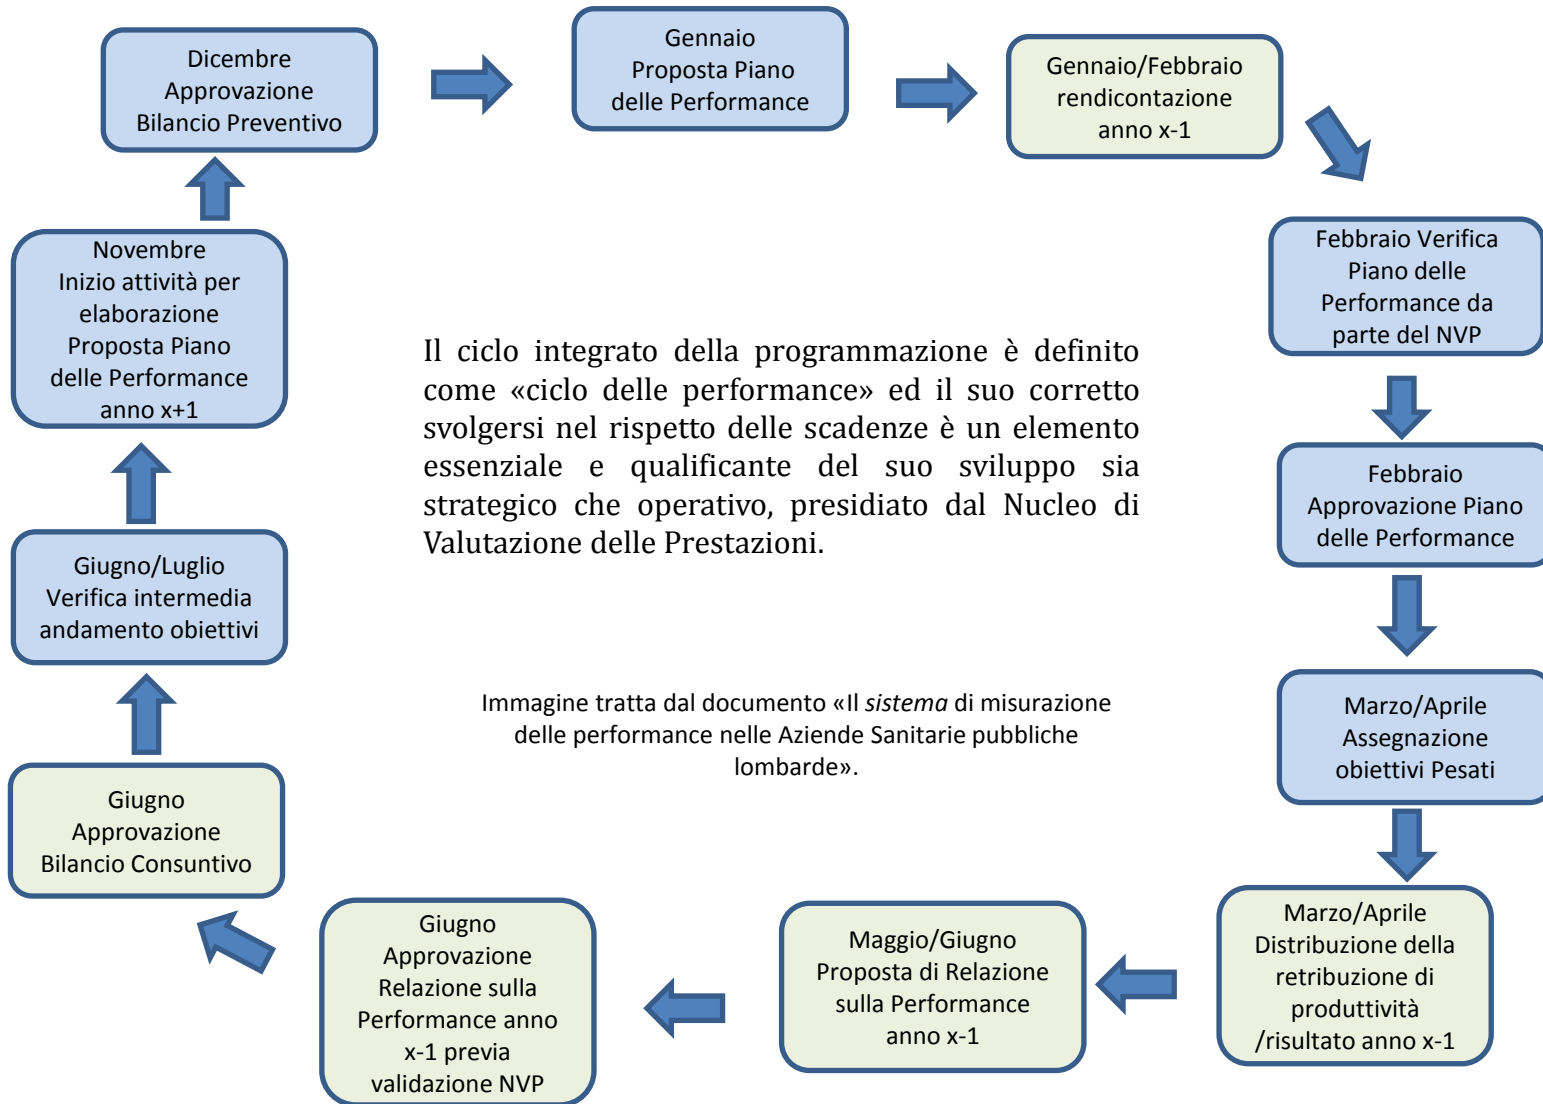 Dicembre
Approvazione
Bilancio Preventivo
Gennaio
Proposta Piano
delle Performance
Gennaio/Febbraio
rendicontazione
anno x-1
Febbraio Verifica
Piano delle
Performance da
parte del NVP
Febbraio
Approvazione Piano
delle Performance
Marzo/Aprile
Assegnazione
obiettivi Pesati
Marzo/Aprile
Distribuzione della
retribuzione di
produttività
/risultato anno x-1
Maggio/Giugno
Proposta di Relazione
sulla Performance
anno x-1
Giugno
Approvazione
Relazione sulla
Performance anno
x-1 previa
validazione NVP
Giugno
Approvazione
Bilancio Consuntivo
Giugno/Luglio
Verifica intermedia
andamento obiettivi
Novembre
Inizio attività per
elaborazione
Proposta Piano
delle Performance
anno x+1
Il ciclo integrato della programmazione è definito
come «ciclo delle performance» ed il suo corretto
svolgersi nel rispetto delle scadenze è un elemento
essenziale e qualificante del suo sviluppo sia
strategico che operativo, presidiato dal Nucleo di
Valutazione delle Prestazioni.
Immagine tratta dal documento «Il sistema di misurazione
delle performance nelle Aziende Sanitarie pubbliche
lombarde».